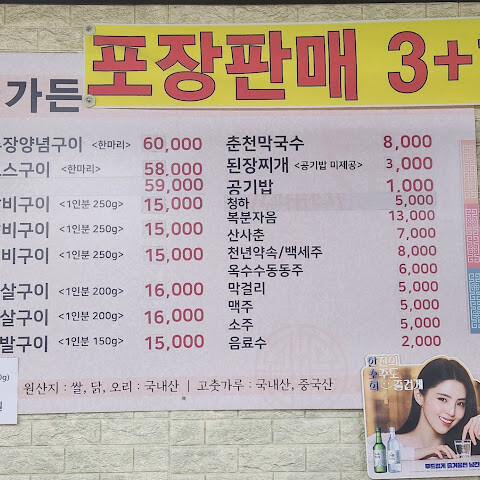 포장판매 3+
가든
장양념구이 <한마리> 60,000
스구이 <한마리> 58,000
59,000
비구이 <1인분 250g> 15,000
비구이 <1인분 250g> 15,000
비구이 <1인분 250g> 15,000
살구이 <1인분 200g> 16,000
살구이 <1인분 200g> 16,000
발구이 <1인분 150g> 15,000
춘천막국수 8,000
된장찌개 <공기밥 미제공> 3,000
공기밥 1,000
청하 5,000
복분자음 13,000
산사춘 7,000
천년약속/백세주 8,000
옥수수동동주 6,000
막걸리 5,000
맥주 5,000
소주 5,000
음료수 2,000
원산지 : 쌀, 닭, 오리 : 국내산 | 고춧가루 : 국내산, 중국산